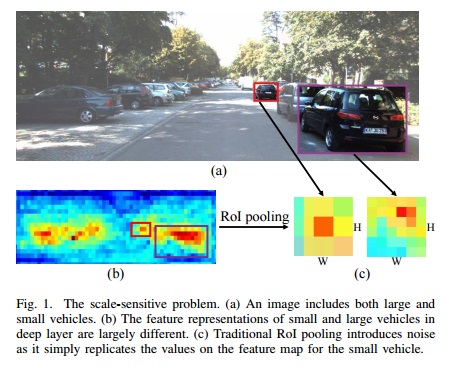 (a)
RoI pooling
H
H
W
W
(b)
(c)
Fig. 1. The scale-sensitive problem. (a) An image includes both large and
small vehicles. (b) The feature representations of small and large vehicles in
deep layer are largely different. (c) Traditional RoI pooling introduces noise
as it simply replicates the values on the feature map for the small vehicle.